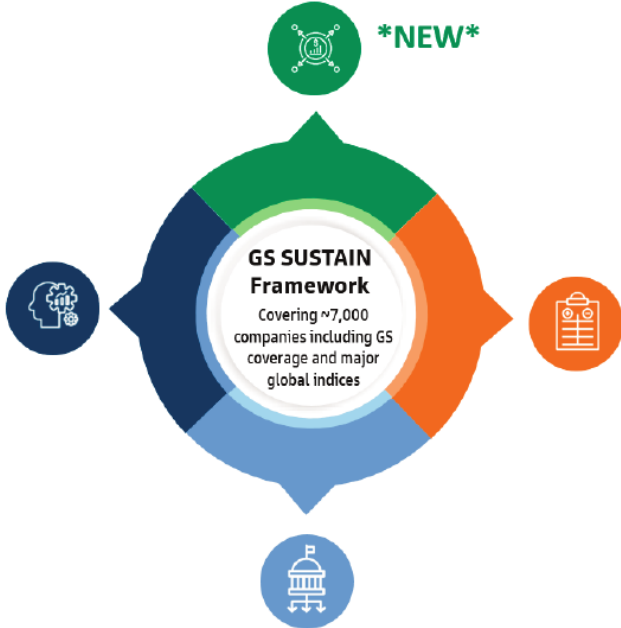 *NEW*
GS SUSTAIN
Framework
Covering ~7,000
companies including GS
coverage and major
global indices